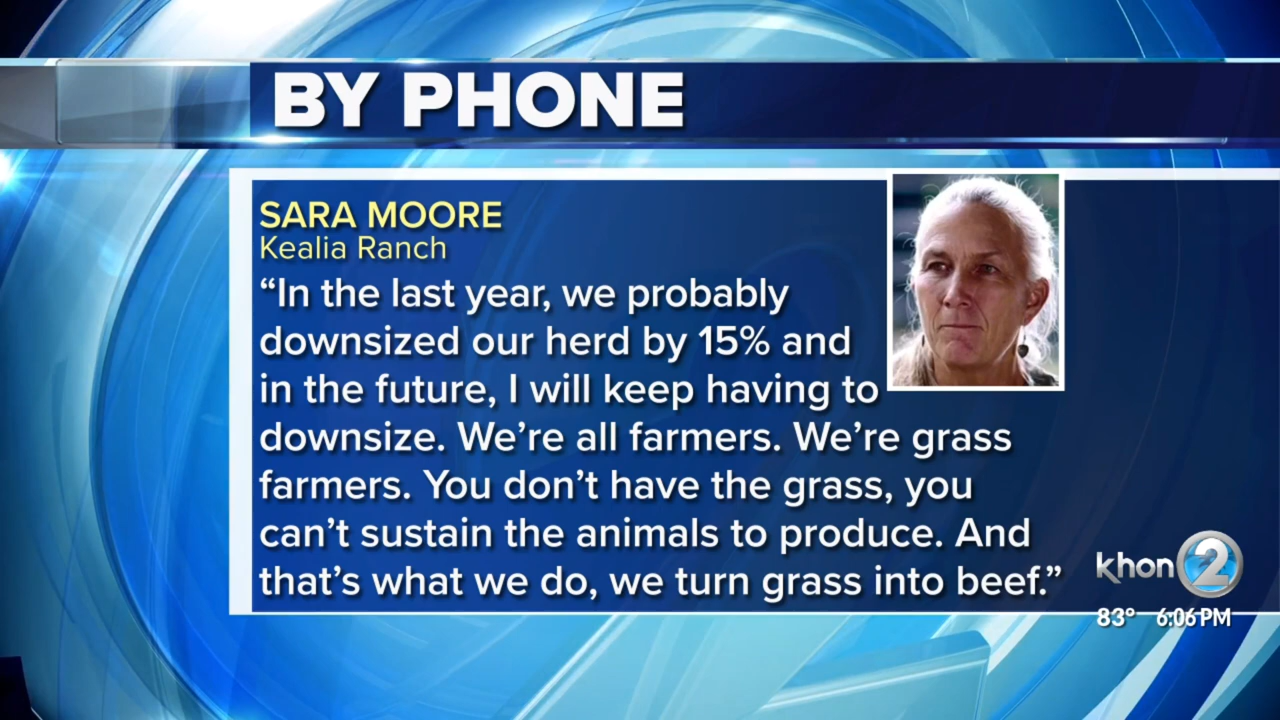 BY PHONE
SARA MOORE
Kealia Ranch
“In the last year, we probably
downsized our herd by 15% and
in the future, I will keep having to
downsize. We’re all farmers. We’re grass
farmers. You don’t have the grass, you
can’t sustain the animals to produce. And
that’s what we do, we turn grass into beef.”
khon 2
83° 6:06 PM